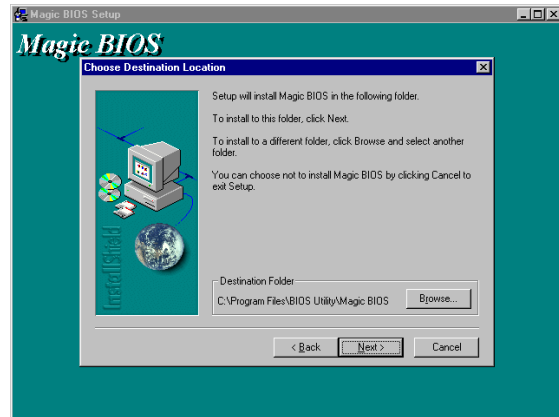 Magic BIOS Setup
Magic BIOS
Choose Destination Location
Setup will install Magic BIOS in the following folder.
To install to this folder, click Next.
To install to a different folder, click Browse and select another
folder.
You can choose not to install Magic BIOS by clicking Cancel to
exit Setup.
InstallShield
Destination Folder
C:\Program Files\BIOS Utility\Magic BIOS
Browse...
< Back
Next >
Cancel